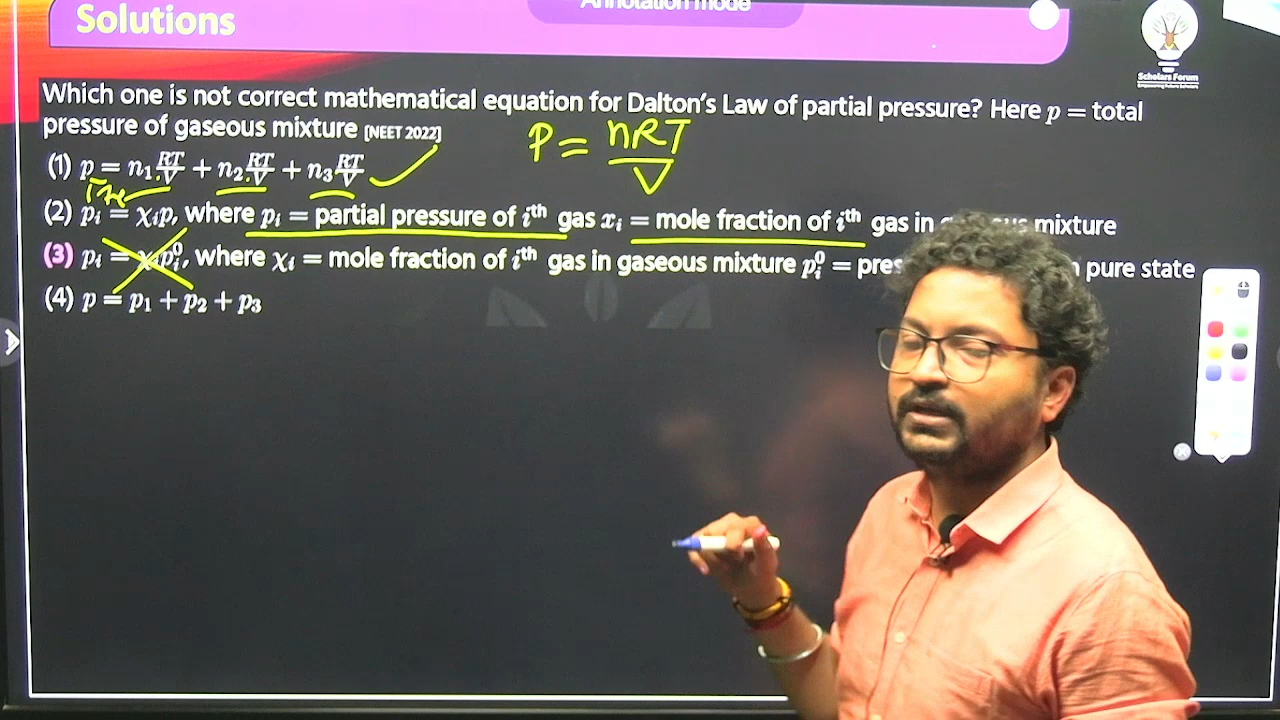 Annotation mode
Solutions
Scholars Forum
Which one is not correct mathematical equation for Dalton's Law of partial pressure? Here p = total
pressure of gaseous mixture [NEET 2022]
P = nRT/V
(1) p = n₁ RT/V + n₂ RT/V + n₃ RT/V
(2) pᵢ = χᵢp, where pᵢ = partial pressure of iᵗʰ gas xᵢ = mole fraction of iᵗʰ gas in mixture
(3) pᵢ = χᵢpᵢ⁰, where χᵢ = mole fraction of iᵗʰ gas in gaseous mixture pᵢ⁰ = pure state
(4) p = p₁ + p₂ + p₃